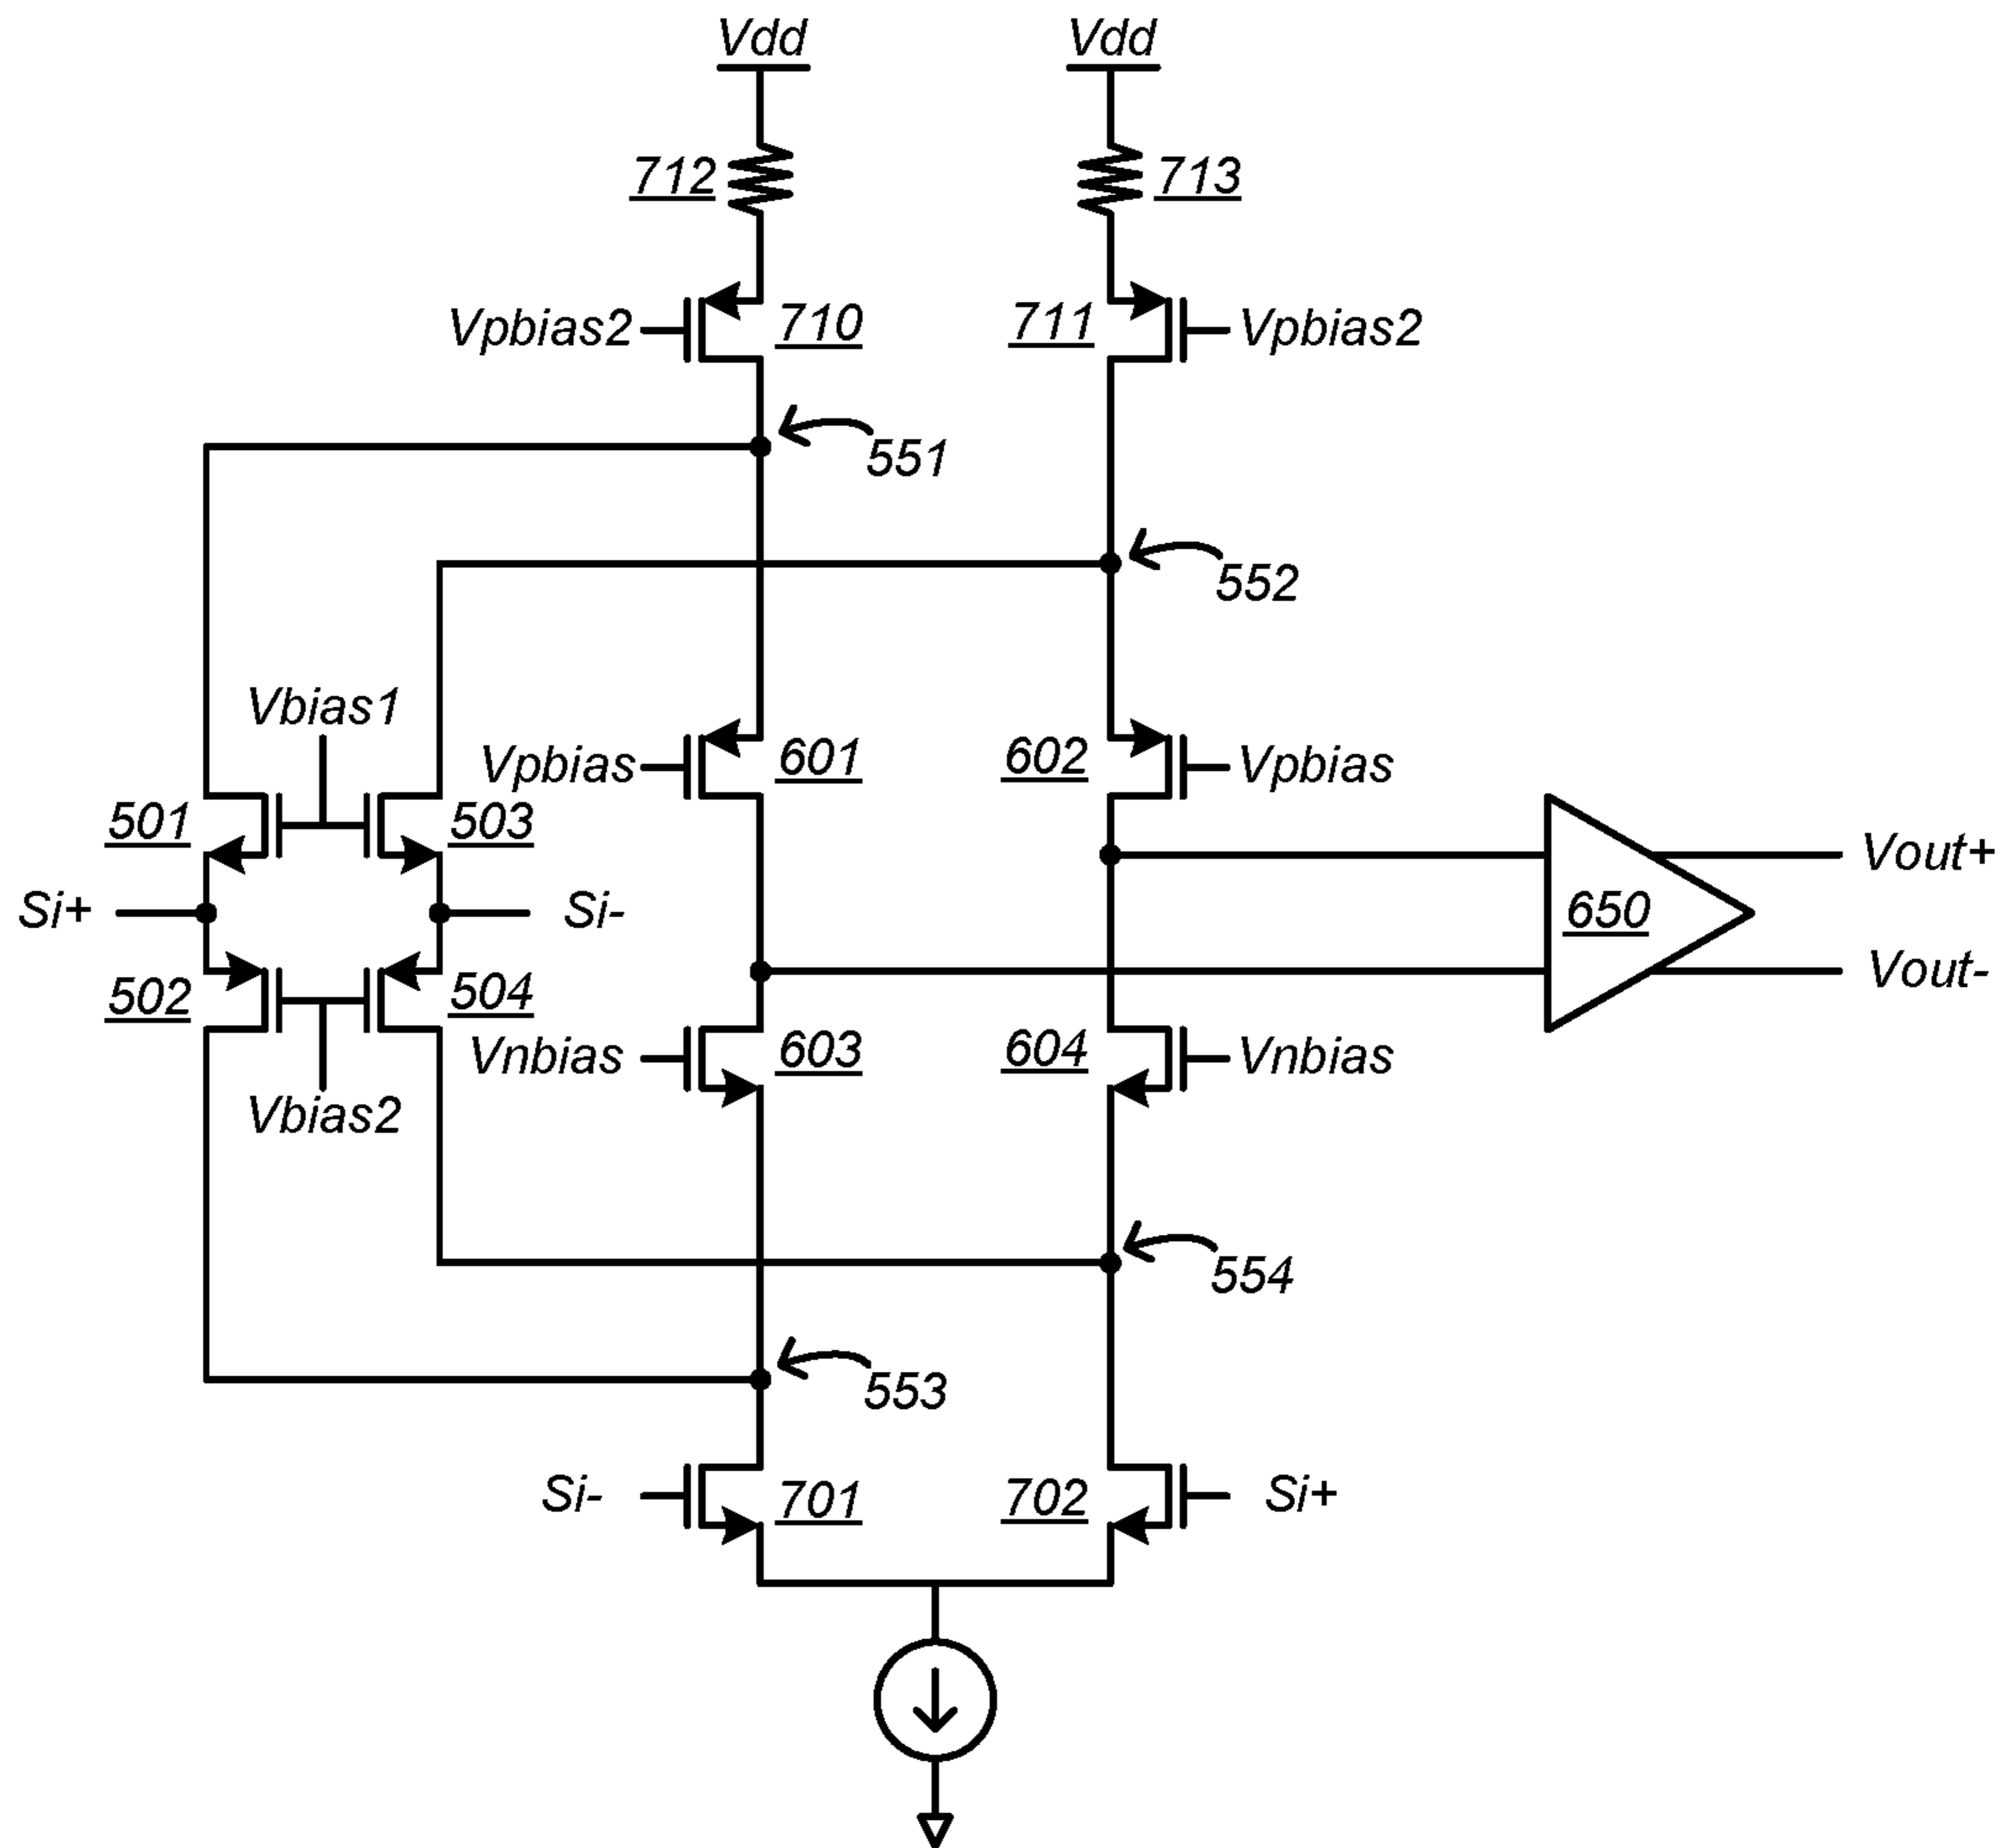 Vdd Vdd
712 713
Vpbias2 710 711 Vpbias2
551
552
Vbias1
Vpbias 601 602 Vpbias
501 503
Vout+
Si+ Si- 650
502 504
Vout-
Vnbias 603 604 Vnbias
Vbias2
554
553
Si- 701 702 Si+